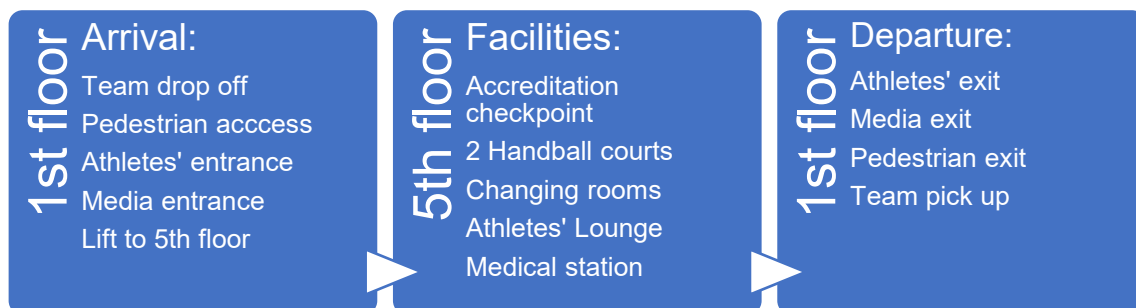 1st floor
Arrival:
Team drop off
Pedestrian acccess
Athletes' entrance
Media entrance
Lift to 5th floor
5th floor
Facilities:
Accreditation
checkpoint
2 Handball courts
Changing rooms
Athletes' Lounge
Medical station
1st floor
Departure:
Athletes' exit
Media exit
Pedestrian exit
Team pick up